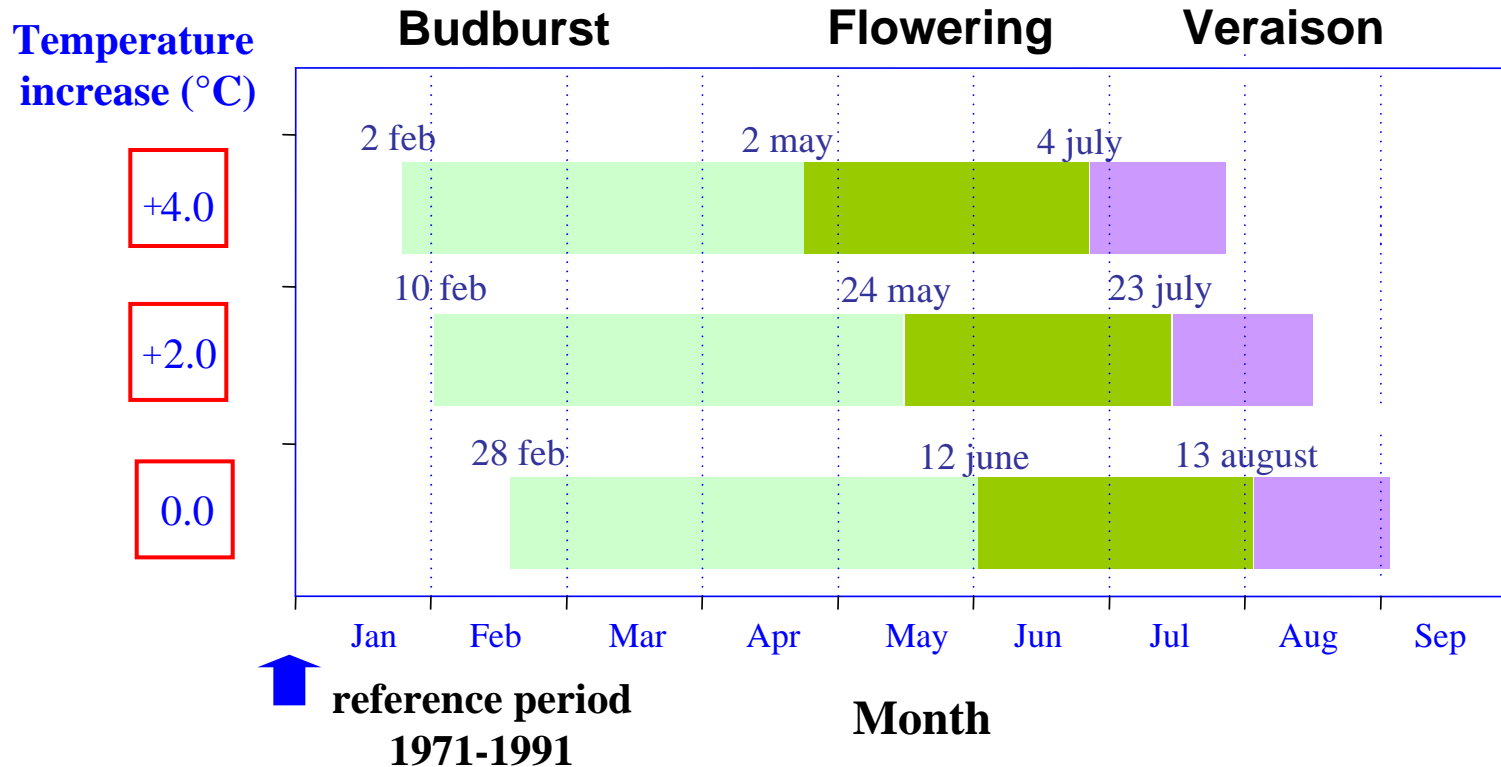 Budburst Flowering Veraison
Temperature
increase (°C)
2 feb 2 may 4 july
+4.0
10 feb 24 may 23 july
+2.0
28 feb 12 june 13 august
0.0
Jan Feb Mar Apr May Jun Jul Aug Sep
reference period
1971-1991
Month